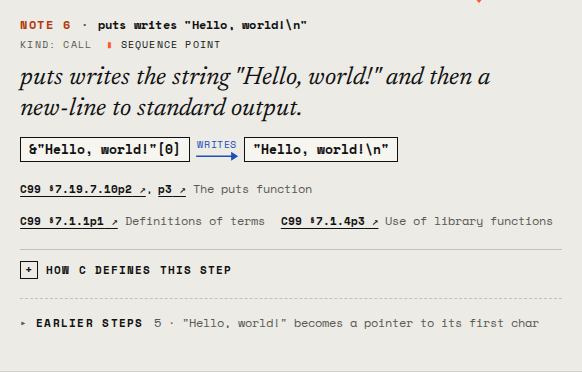 NOTE 6 · puts writes "Hello, world!\n"
KIND: CALL SEQUENCE POINT
puts writes the string "Hello, world!" and then a
new-line to standard output.
&"Hello, world!"[0] WRITES "Hello, world!\n"
C99 §7.19.7.10p2 ↗, p3 ↗ The puts function
C99 §7.1.1p1 ↗ Definitions of terms C99 §7.1.4p3 ↗ Use of library functions
+ HOW C DEFINES THIS STEP
▸ EARLIER STEPS 5 · "Hello, world!" becomes a pointer to its first char